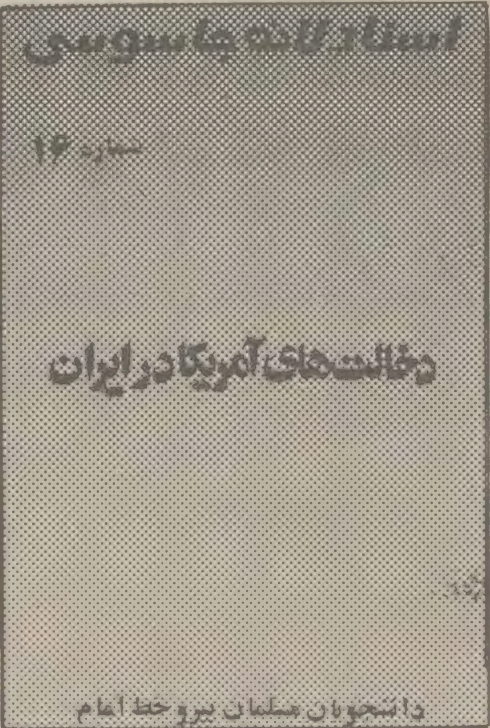 اسناد لانه جاسوسی
شماره ۱۶
دخالت‌های آمریکا در ایران
دانشجویان مسلمان پیرو خط امام